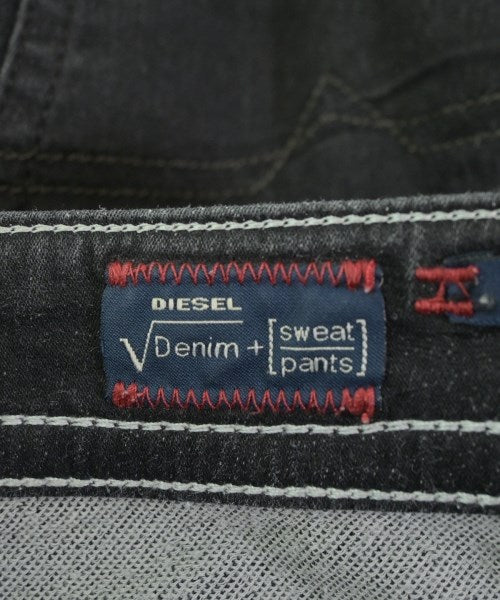 DIESEL
√Denim + [sweat/pants]